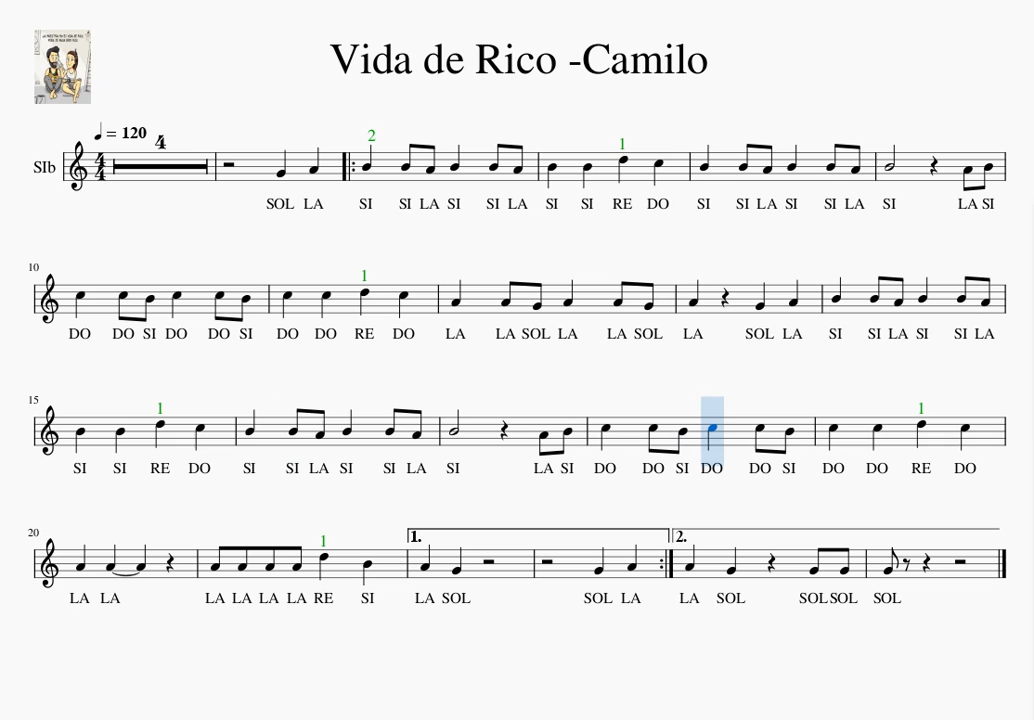 Vida de Rico -Camilo
= 120
4
4
4
2
1
SIb
SOL LA SI SI LA SI SI LA SI SI RE DO SI SI LA SI SI LA SI LA SI
10
1
DO DO SI DO DO SI DO DO RE DO LA LA SOL LA LA SOL LA SOL LA SI SI LA SI SI LA
15
1
1
SI SI RE DO SI SI LA SI SI LA SI LA SI DO DO SI DO DO SI DO DO RE DO
20
1
1.
2.
LA LA LA LA LA LA RE SI LA SOL SOL LA LA SOL SOL SOL SOL